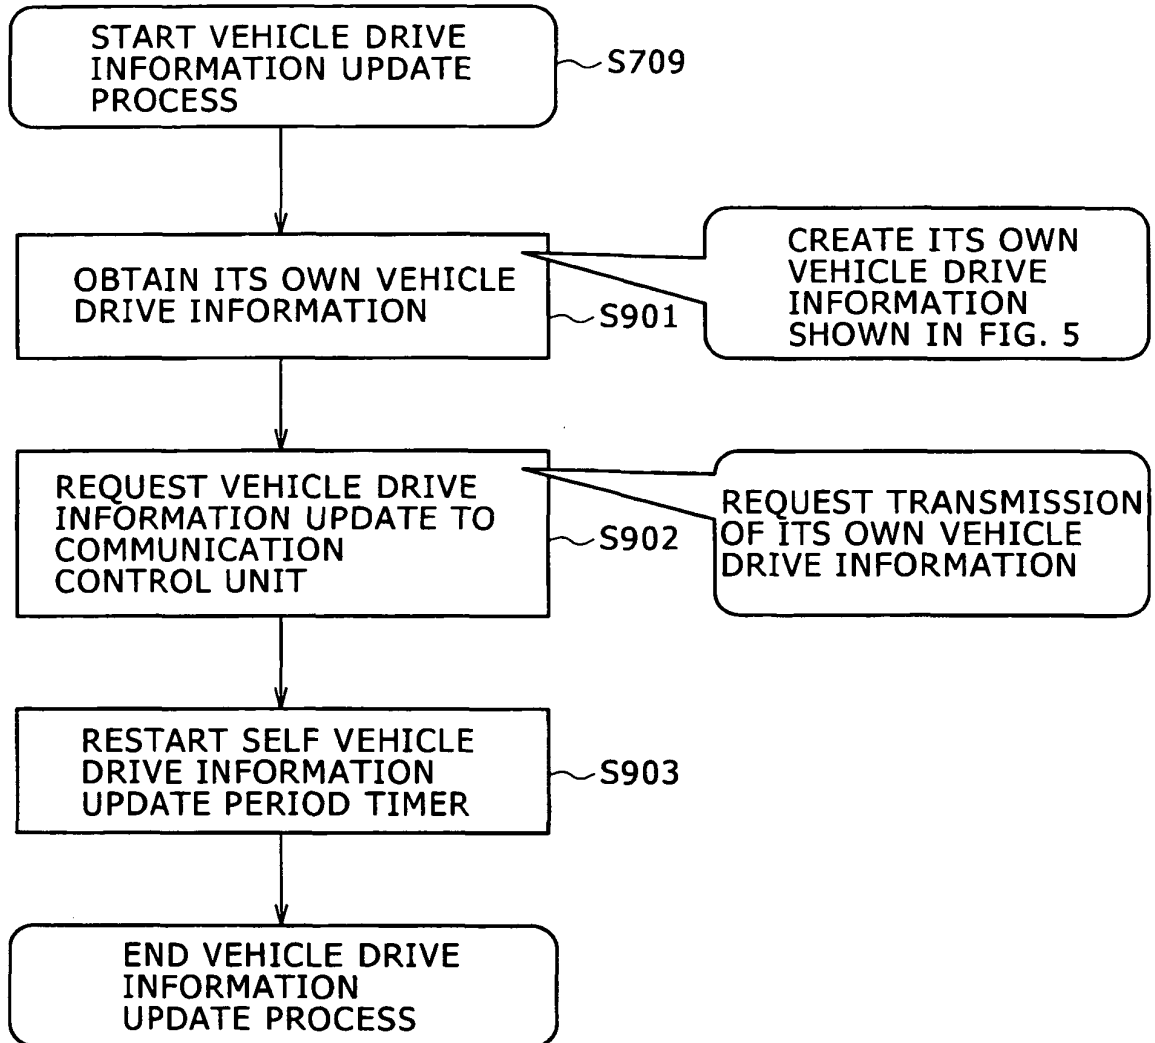 START VEHICLE DRIVE
INFORMATION UPDATE
PROCESS
S709
OBTAIN ITS OWN VEHICLE
DRIVE INFORMATION
S901
CREATE ITS OWN
VEHICLE DRIVE
INFORMATION
SHOWN IN FIG. 5
REQUEST VEHICLE DRIVE
INFORMATION UPDATE TO
COMMUNICATION
CONTROL UNIT
S902
REQUEST TRANSMISSION
OF ITS OWN VEHICLE
DRIVE INFORMATION
RESTART SELF VEHICLE
DRIVE INFORMATION
UPDATE PERIOD TIMER
S903
END VEHICLE DRIVE
INFORMATION
UPDATE PROCESS